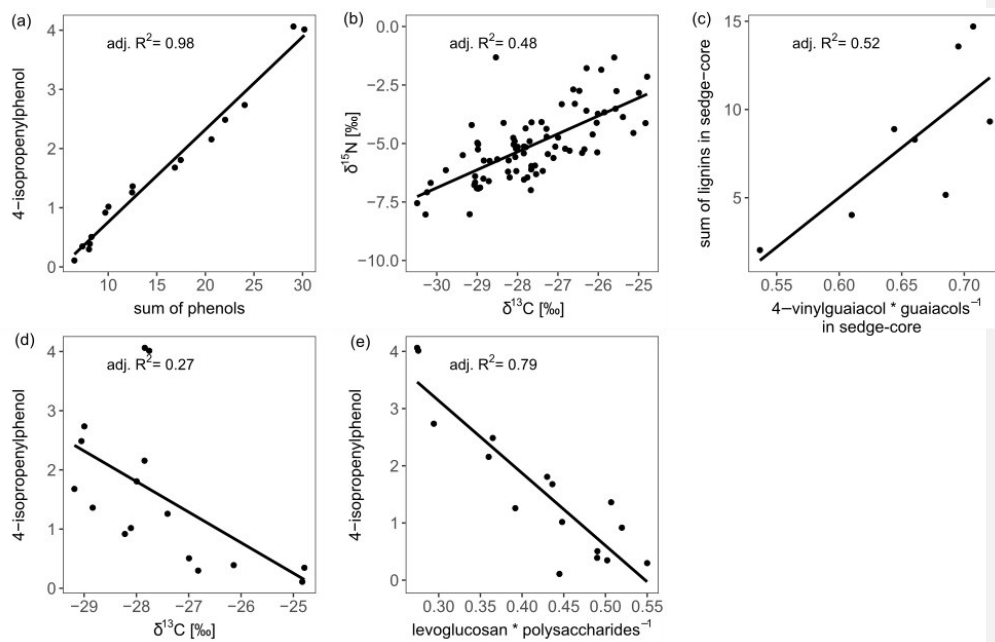 (a)
adj. R²= 0.98
4−isopropenylphenol
4
3
2
1
0
10 15 20 25 30
sum of phenols
(b)
adj. R²= 0.48
δ¹⁵N [‰]
0.0
−2.5
−5.0
−7.5
−10.0
−30 −29 −28 −27 −26 −25
δ¹³C [‰]
(c)
adj. R²= 0.52
sum of lignins in sedge-core
15
10
5
0.55 0.60 0.65 0.70
4−vinylguaiacol * guaiacols⁻¹
in sedge-core
(d)
adj. R²= 0.27
4−isopropenylphenol
4
3
2
1
0
−29 −28 −27 −26 −25
δ¹³C [‰]
(e)
adj. R²= 0.79
4−isopropenylphenol
4
3
2
1
0
0.30 0.35 0.40 0.45 0.50 0.55
levoglucosan * polysaccharides⁻¹